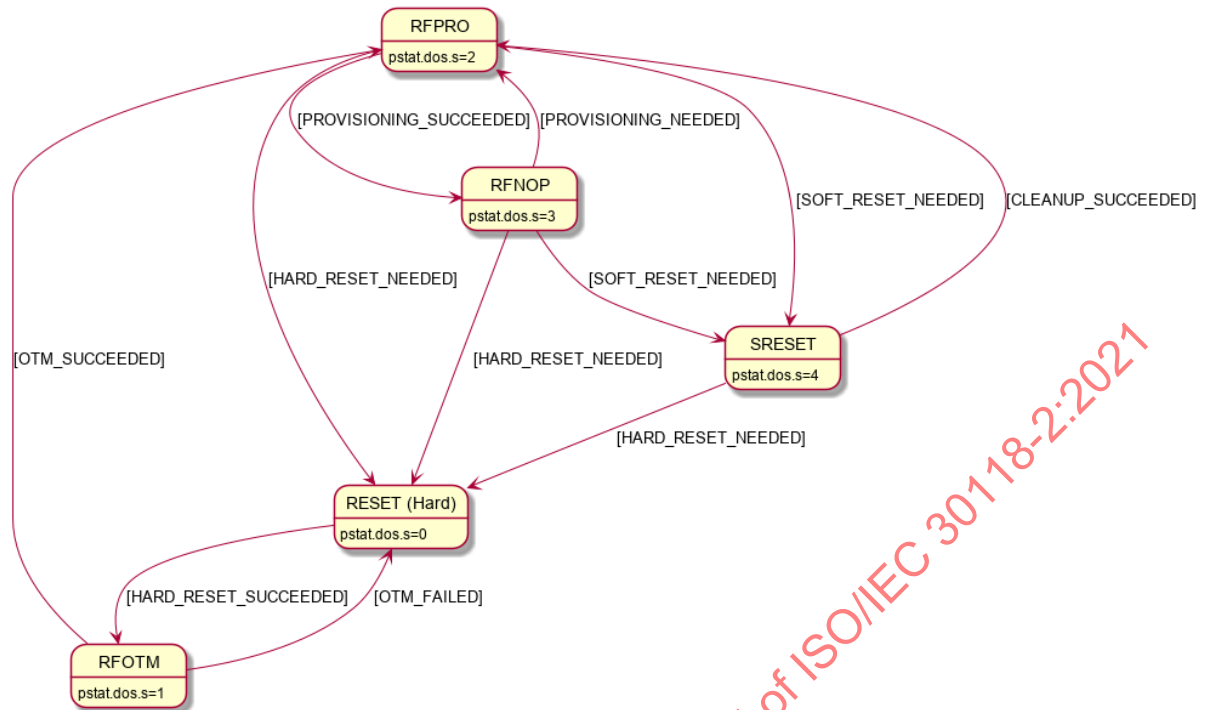 RFPRO
pstat.dos.s=2
[PROVISIONING_SUCCEEDED]
[PROVISIONING_NEEDED]
RFNOP
pstat.dos.s=3
[SOFT_RESET_NEEDED]
[CLEANUP_SUCCEEDED]
[HARD_RESET_NEEDED]
[SOFT_RESET_NEEDED]
SRESET
pstat.dos.s=4
[OTM_SUCCEEDED]
[HARD_RESET_NEEDED]
[HARD_RESET_NEEDED]
RESET (Hard)
pstat.dos.s=0
[HARD_RESET_SUCCEEDED]
[OTM_FAILED]
RFOTM
pstat.dos.s=1
of ISO/IEC 30118-2:2021